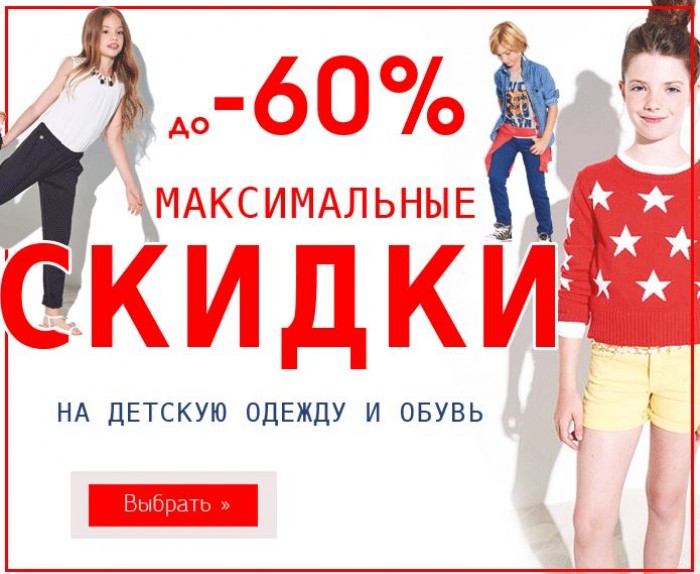 до -60%
МАКСИМАЛЬНЫЕ
СКИДКИ
НА ДЕТСКУЮ ОДЕЖДУ И ОБУВЬ
Выбрать »